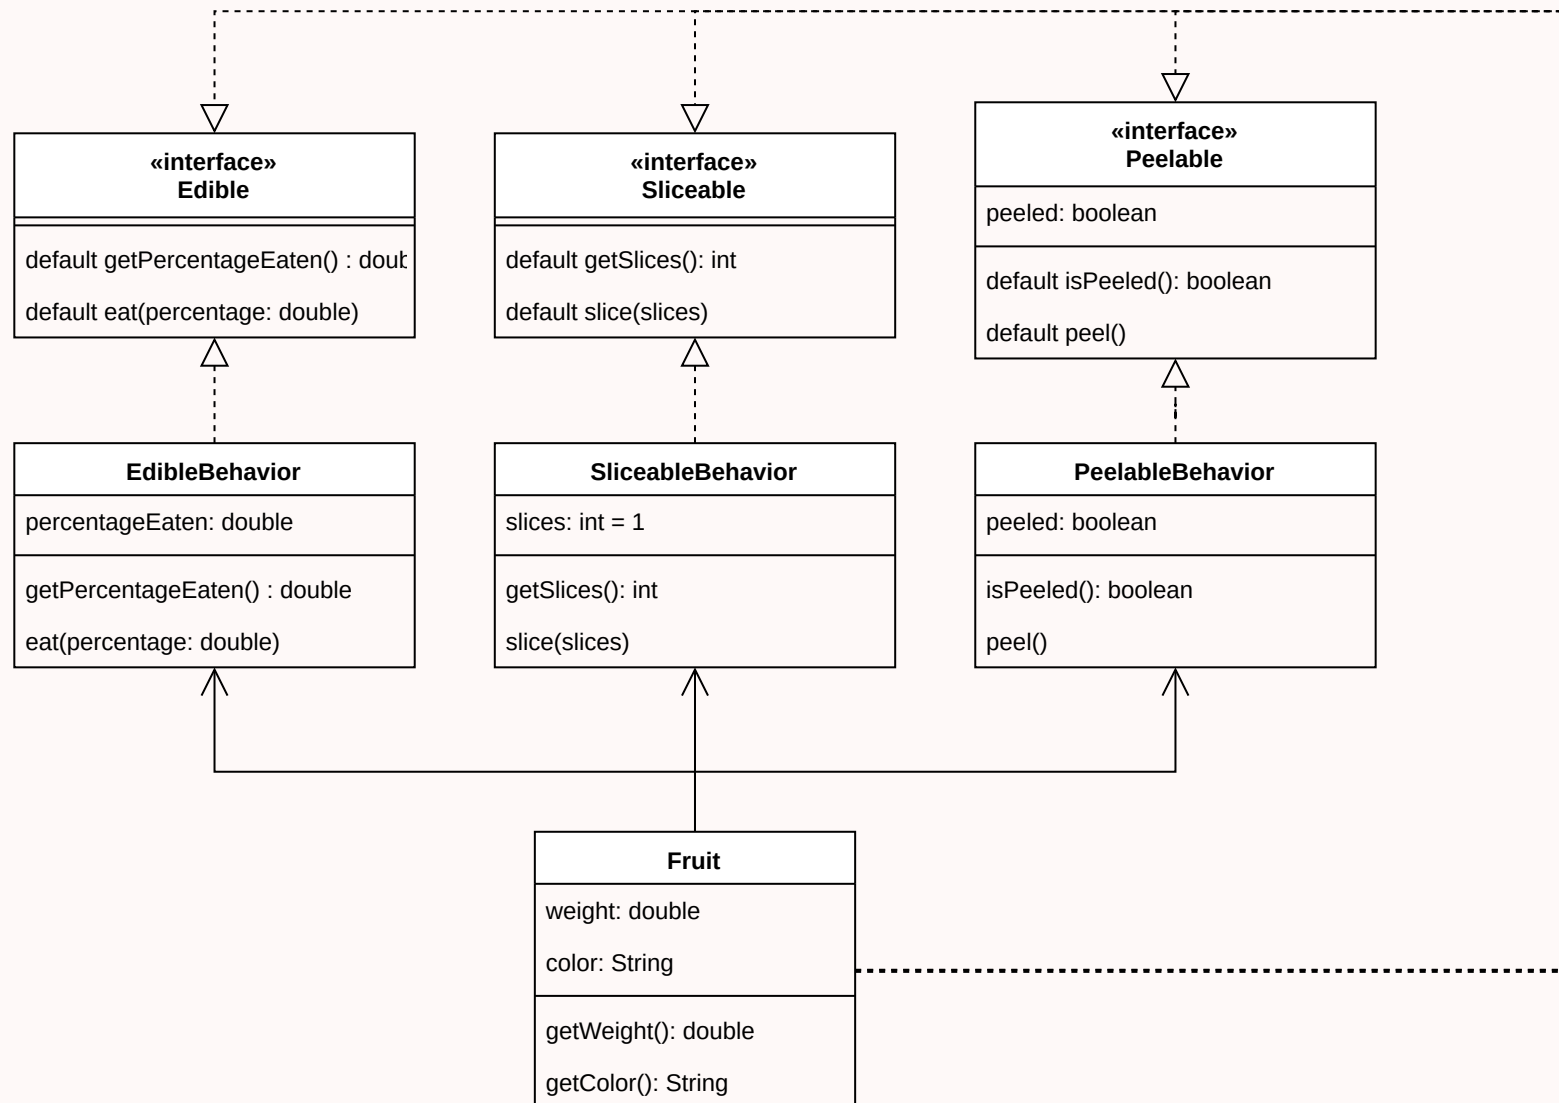 «interface»
Edible
default getPercentageEaten() : doub
default eat(percentage: double)
«interface»
Sliceable
default getSlices(): int
default slice(slices)
«interface»
Peelable
peeled: boolean
default isPeeled(): boolean
default peel()
EdibleBehavior
percentageEaten: double
getPercentageEaten() : double
eat(percentage: double)
SliceableBehavior
slices: int = 1
getSlices(): int
slice(slices)
PeelableBehavior
peeled: boolean
isPeeled(): boolean
peel()
Fruit
weight: double
color: String
getWeight(): double
getColor(): String